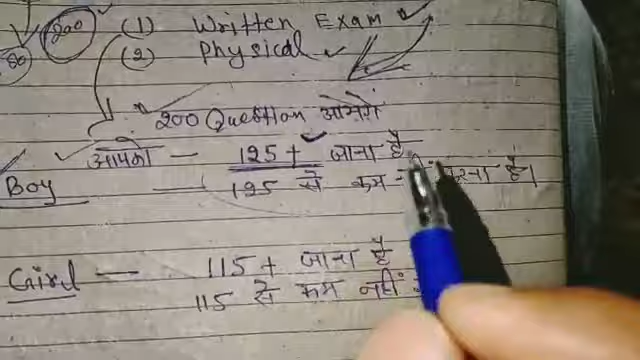 200 (1) Written Exam
80 (2) Physical
200 Question आयेंगे
आपको — 125 + जाना है
Boy — 125 से कम है।
Girl — 115 + जाना है
115 से कम नहीं